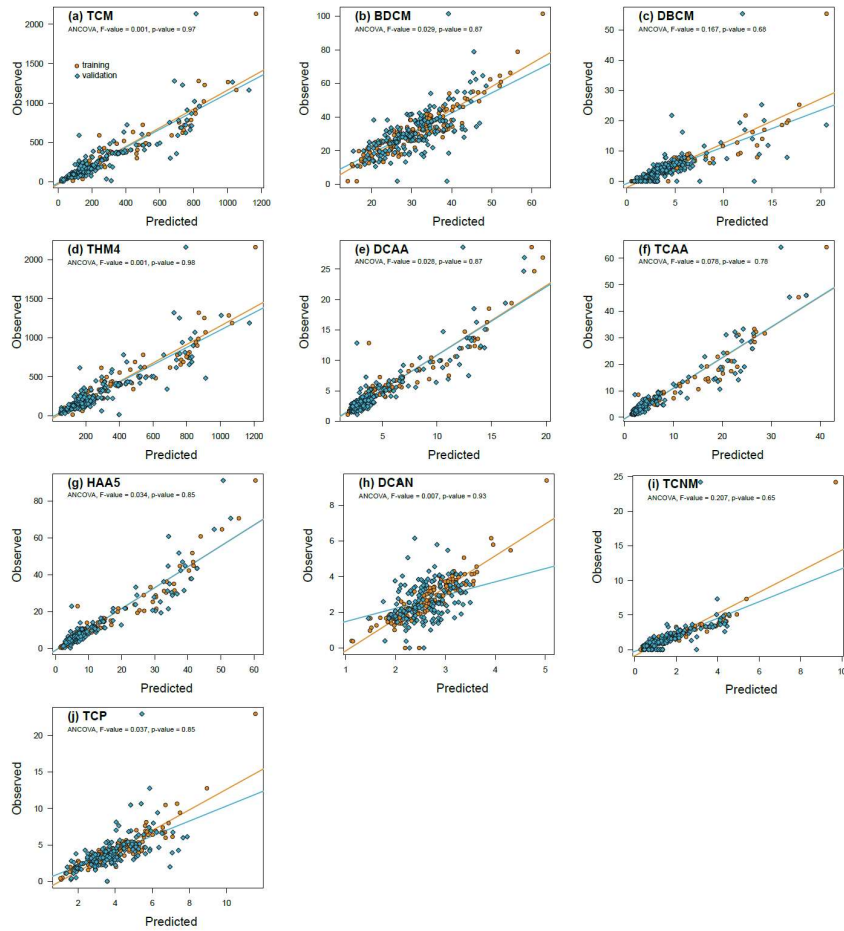 (a) TCM
ANCOVA, F-value = 0.001, p-value = 0.97
training
validation
2000
1500
1000
500
0
Observed
0 200 400 600 800 1000 1200
Predicted
(b) BDCM
ANCOVA, F-value = 0.029, p-value = 0.87
100
80
60
40
20
0
Observed
20 30 40 50 60
Predicted
(c) DBCM
ANCOVA, F-value = 0.167, p-value = 0.68
50
40
30
20
10
0
Observed
0 5 10 15 20
Predicted
(d) THM4
ANCOVA, F-value = 0.001, p-value = 0.98
2000
1500
1000
500
0
Observed
200 400 600 800 1000 1200
Predicted
(e) DCAA
ANCOVA, F-value = 0.028, p-value = 0.87
25
20
15
10
5
0
Observed
5 10 15 20
Predicted
(f) TCAA
ANCOVA, F-value = 0.078, p-value = 0.78
60
50
40
30
20
10
0
Observed
0 10 20 30 40
Predicted
(g) HAA5
ANCOVA, F-value = 0.034, p-value = 0.85
80
60
40
20
0
Observed
0 10 20 30 40 50 60
Predicted
(h) DCAN
ANCOVA, F-value = 0.007, p-value = 0.93
8
6
4
2
0
Observed
1 2 3 4 5
Predicted
(i) TCNM
ANCOVA, F-value = 0.207, p-value = 0.65
25
20
15
10
5
0
Observed
0 2 4 6 8 10
Predicted
(j) TCP
ANCOVA, F-value = 0.037, p-value = 0.85
20
15
10
5
0
Observed
2 4 6 8 10
Predicted